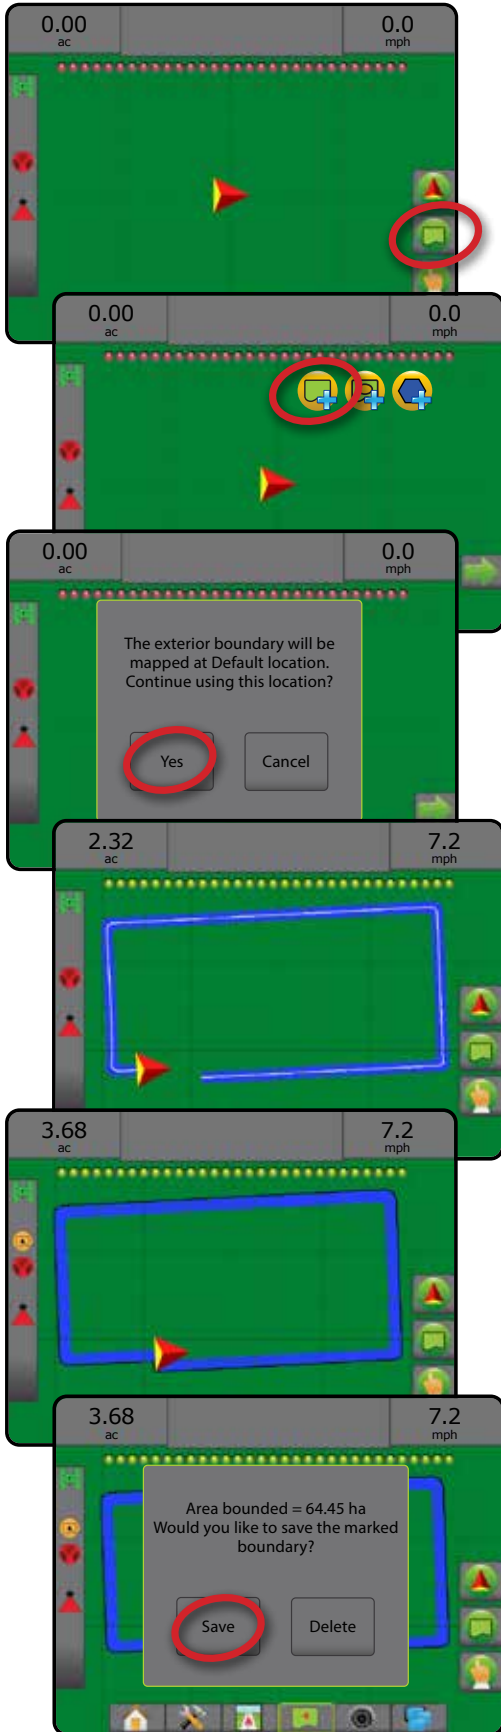 0.00 0.0
ac mph
0.00 0.0
ac mph
0.00 0.0
ac mph
The exterior boundary will be
mapped at Default location.
Continue using this location?
Yes Cancel
2.32 7.2
ac mph
3.68 7.2
ac mph
3.68 7.2
ac mph
Area bounded = 64.45 ha
Would you like to save the marked
boundary?
Save Delete